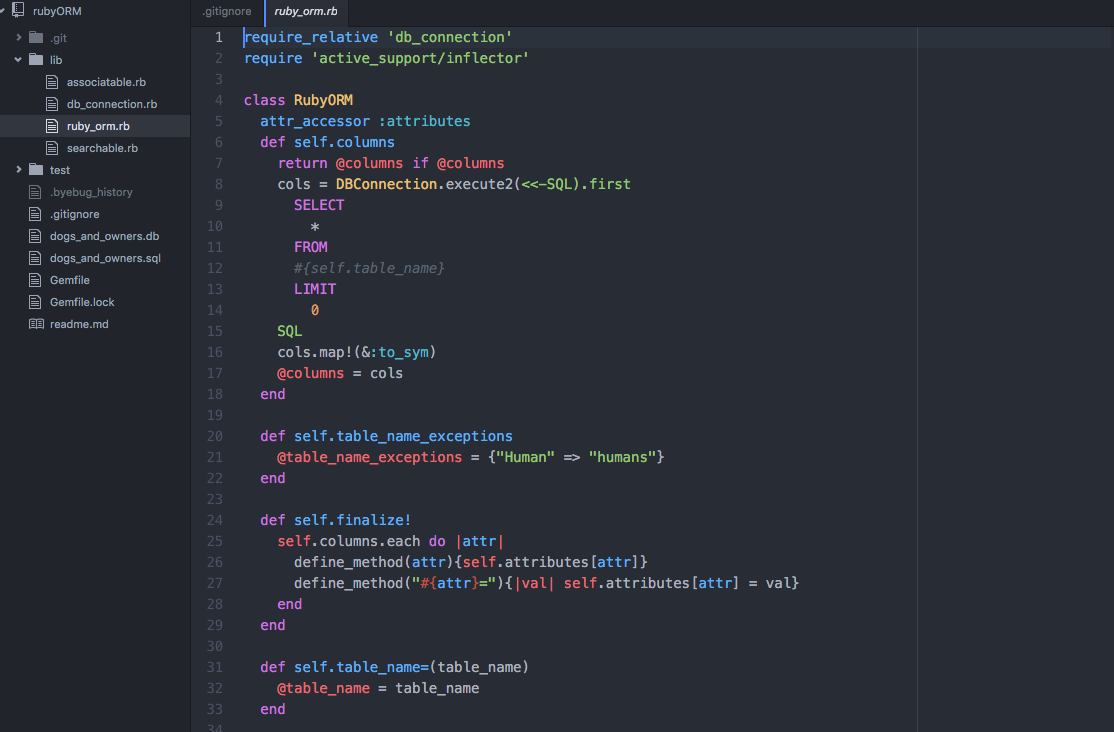 rubyORM
.git
lib
associatable.rb
db_connection.rb
ruby_orm.rb
searchable.rb
test
.byebug_history
.gitignore
dogs_and_owners.db
dogs_and_owners.sql
Gemfile
Gemfile.lock
readme.md
.gitignore ruby_orm.rb
1 require_relative 'db_connection'
2 require 'active_support/inflector'
3
4 class RubyORM
5   attr_accessor :attributes
6   def self.columns
7     return @columns if @columns
8     cols = DBConnection.execute2(<<-SQL).first
9       SELECT
10         *
11       FROM
12       #{self.table_name}
13       LIMIT
14         0
15     SQL
16     cols.map!(&:to_sym)
17     @columns = cols
18   end
19
20   def self.table_name_exceptions
21     @table_name_exceptions = {"Human" => "humans"}
22   end
23
24   def self.finalize!
25     self.columns.each do |attr|
26       define_method(attr){self.attributes[attr]}
27       define_method("#{attr}="){|val| self.attributes[attr] = val}
28     end
29   end
30
31   def self.table_name=(table_name)
32     @table_name = table_name
33   end
34